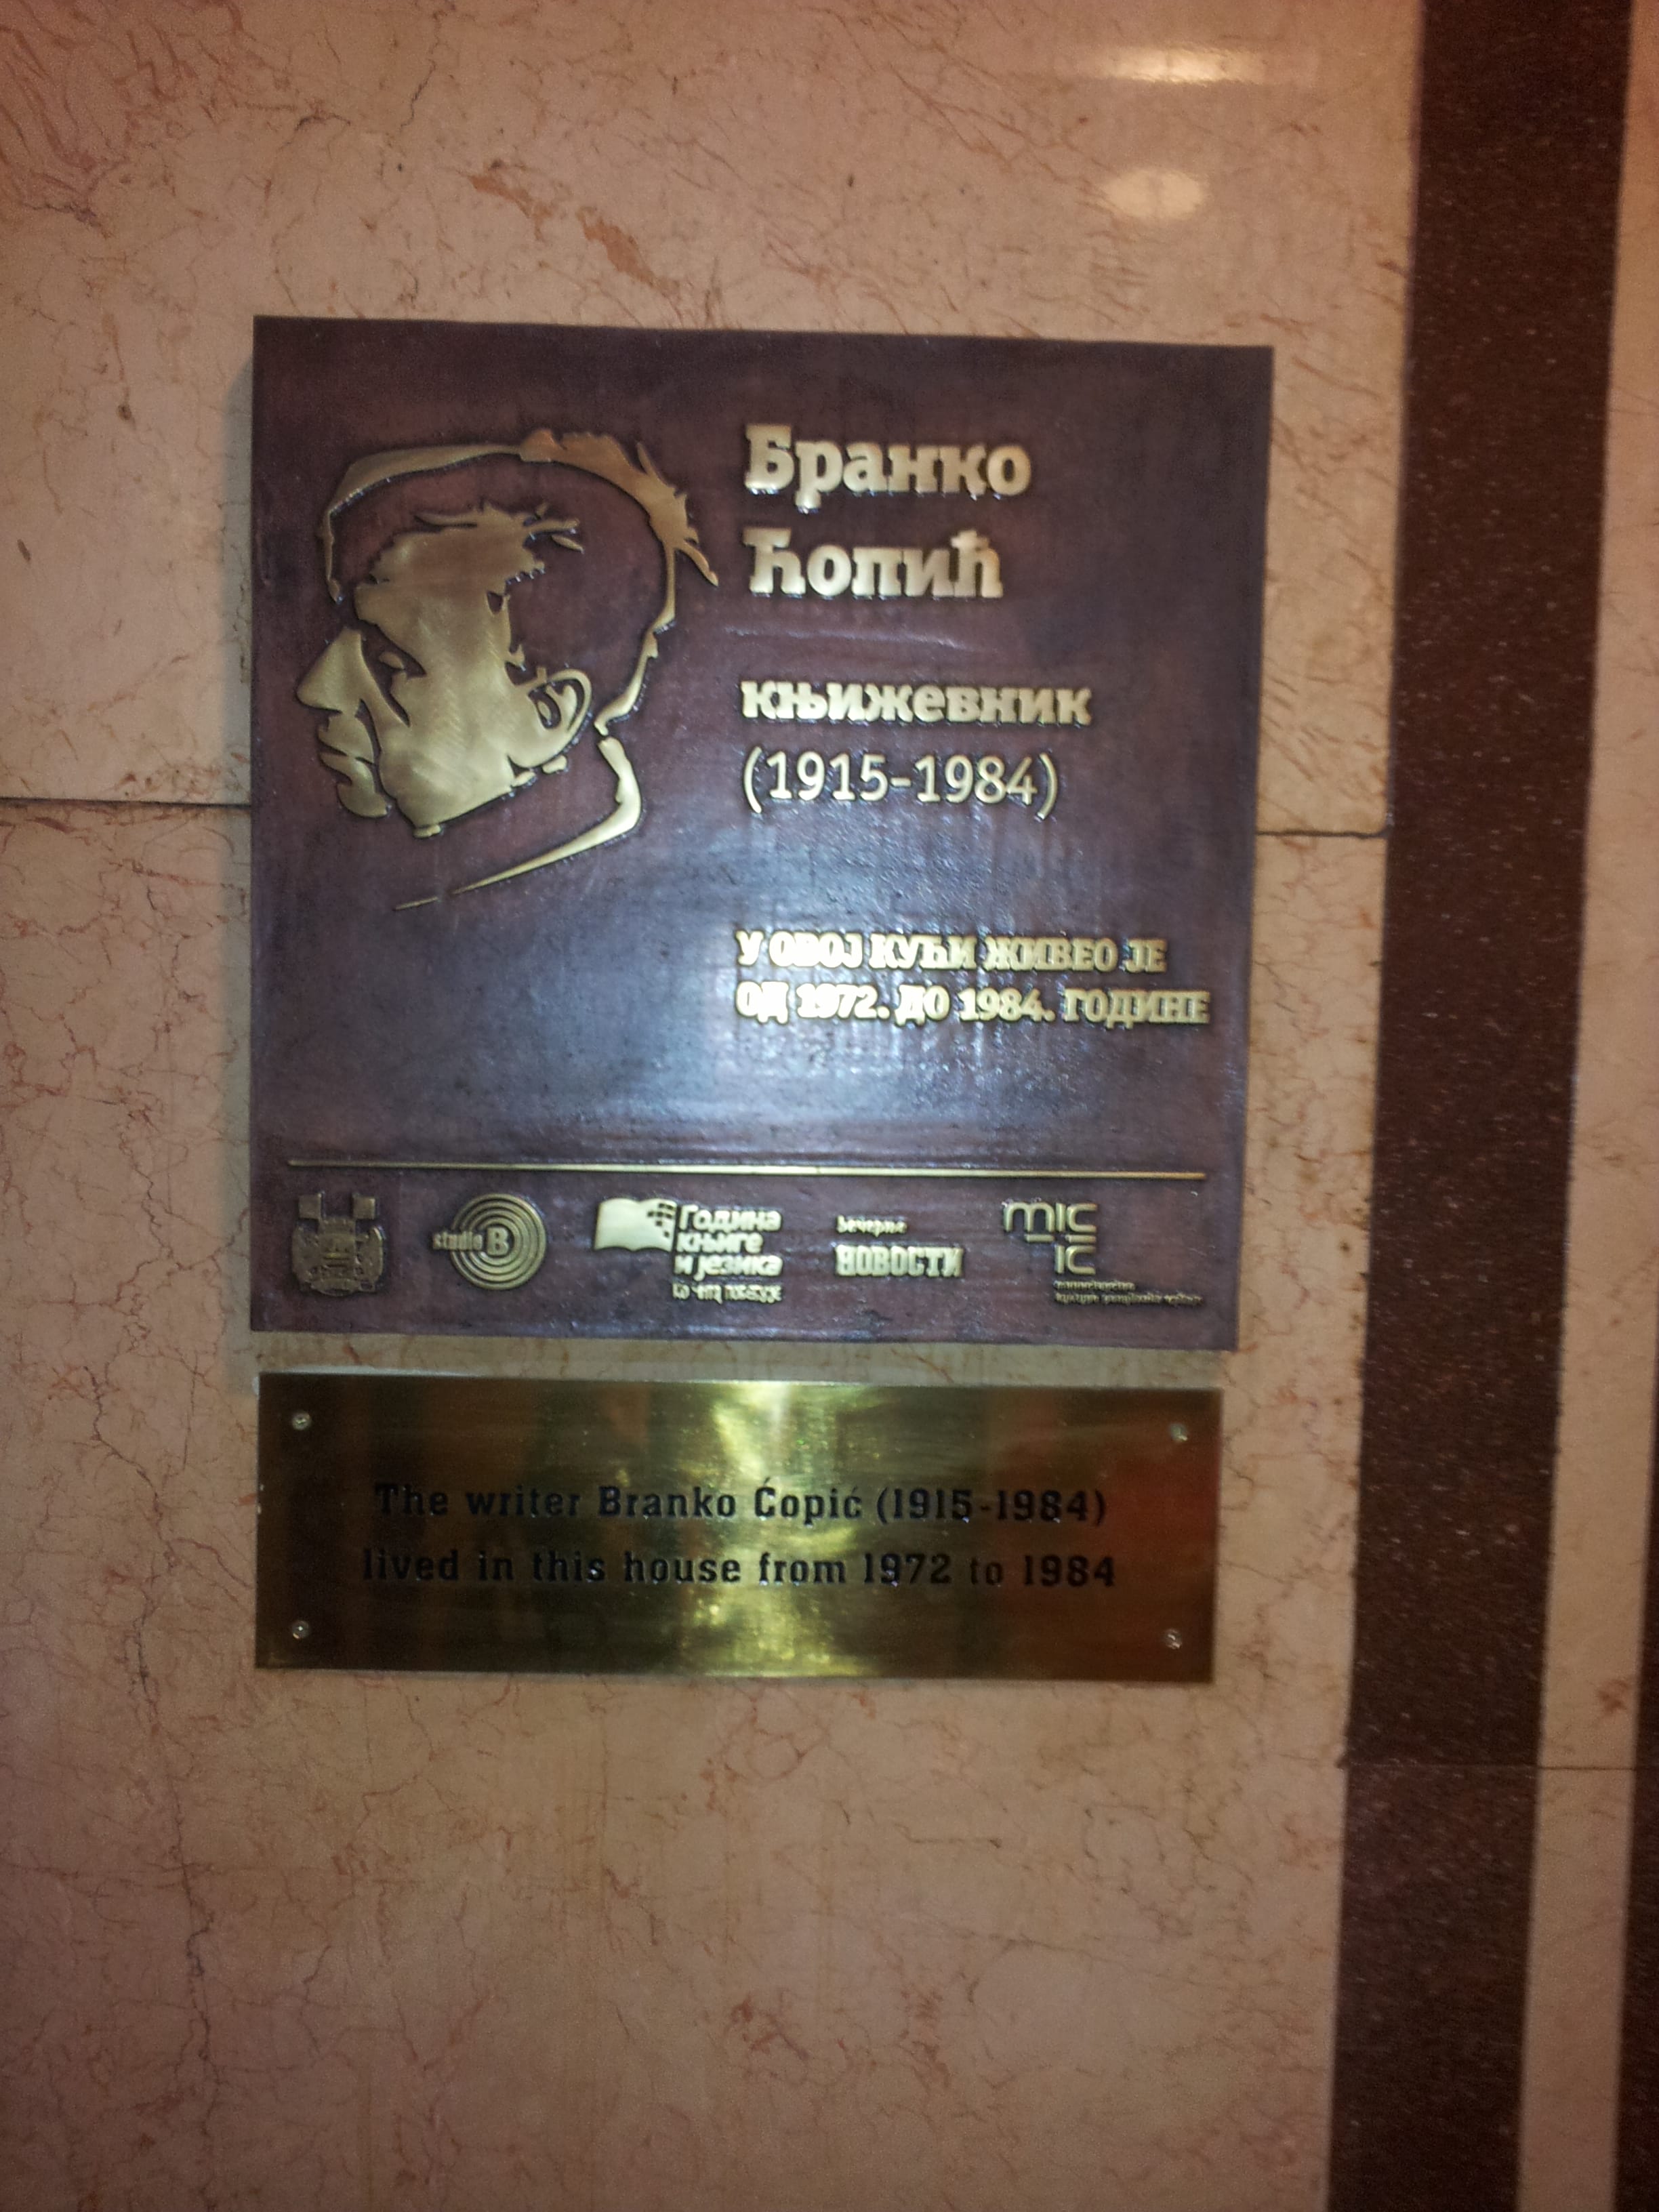 Бранко
Ћопић
књижевник
(1915-1984)
У ОВОЈ КУЋИ ЖИВЕО ЈЕ
ОД 1972. ДО 1984. ГОДИНЕ
studio B
Година
књиге
и језика
Вечерње
НОВОСТИ
The writer Branko Ćopić (1915-1984)
lived in this house from 1972 to 1984